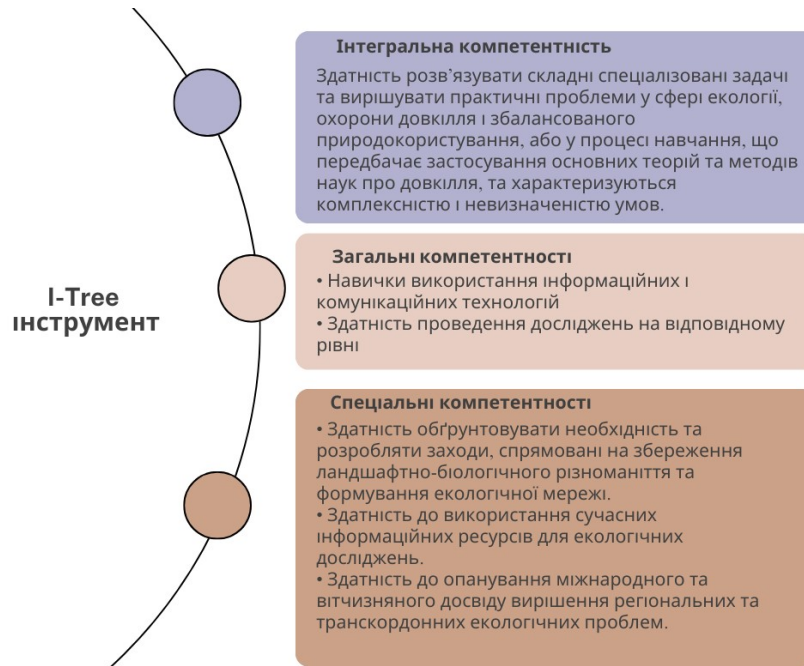 I-Tree
інструмент
Інтегральна компетентність
Здатність розв’язувати складні спеціалізовані задачі
та вирішувати практичні проблеми у сфері екології,
охорони довкілля і збалансованого
природокористування, або у процесі навчання, що
передбачає застосування основних теорій та методів
наук про довкілля, та характеризуються
комплексністю і невизначеністю умов.
Загальні компетентності
• Навички використання інформаційних і
комунікаційних технологій
• Здатність проведення досліджень на відповідному
рівні
Спеціальні компетентності
• Здатність обґрунтовувати необхідність та
розробляти заходи, спрямовані на збереження
ландшафтно-біологічного різноманіття та
формування екологічної мережі.
• Здатність до використання сучасних
інформаційних ресурсів для екологічних
досліджень.
• Здатність до опанування міжнародного та
вітчизняного досвіду вирішення регіональних та
транскордонних екологічних проблем.